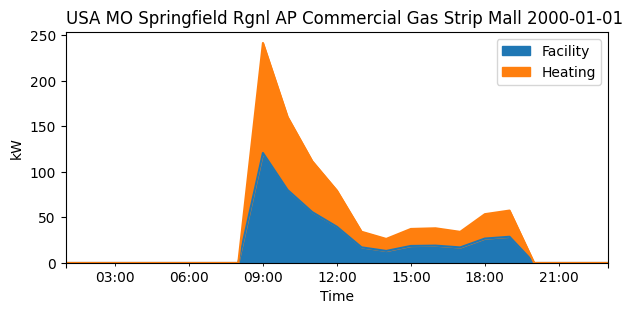 USA MO Springfield Rgnl AP Commercial Gas Strip Mall 2000-01-01
250
200
150
100
50
0
kW
Facility
Heating
03:00 06:00 09:00 12:00 15:00 18:00 21:00
Time